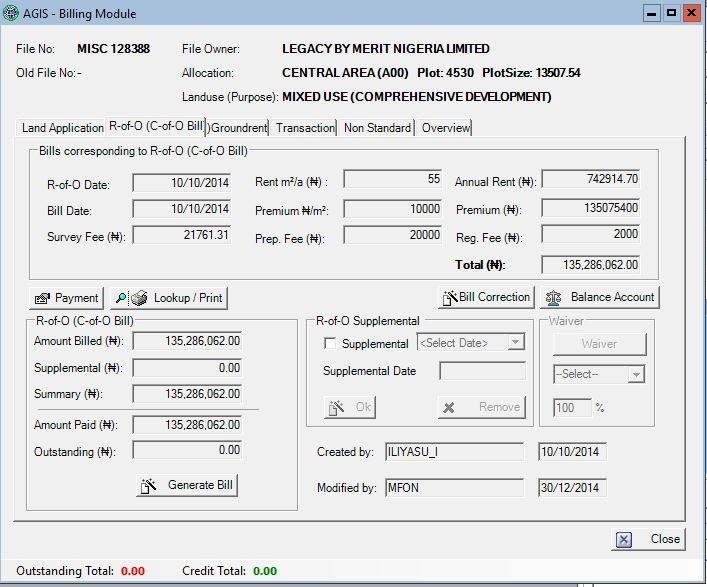 AGIS - Billing Module
File No: MISC 128388 File Owner: LEGACY BY MERIT NIGERIA LIMITED
Old File No:- Allocation: CENTRAL AREA (A00) Plot: 4530 PlotSize: 13507.54
Landuse (Purpose): MIXED USE (COMPREHENSIVE DEVELOPMENT)
Land Application R-of-O (C-of-O Bill) Groundrent Transaction Non Standard Overview
Bills corresponding to R-of-O (C-of-O Bill)
R-of-O Date: 10/10/2014 Rent m²/a (₦) : 55 Annual Rent (₦): 742914.70
Bill Date: 10/10/2014 Premium ₦/m²: 10000 Premium (₦): 135075400
Survey Fee (₦): 21761.31 Prep. Fee (₦): 20000 Reg. Fee (₦): 2000
Total (₦): 135,286,062.00
Payment Lookup / Print Bill Correction Balance Account
R-of-O (C-of-O Bill) R-of-O Supplemental Waiver
Amount Billed (₦): 135,286,062.00 Supplemental <Select Date> Waiver
Supplemental (₦): 0.00 Supplemental Date --Select--
Summary (₦): 135,286,062.00 Ok Remove 100 %
Amount Paid (₦): 135,286,062.00
Outstanding (₦): 0.00 Created by: ILIYASU_I 10/10/2014
Generate Bill Modified by: MFON 30/12/2014
Close
Outstanding Total: 0.00 Credit Total: 0.00